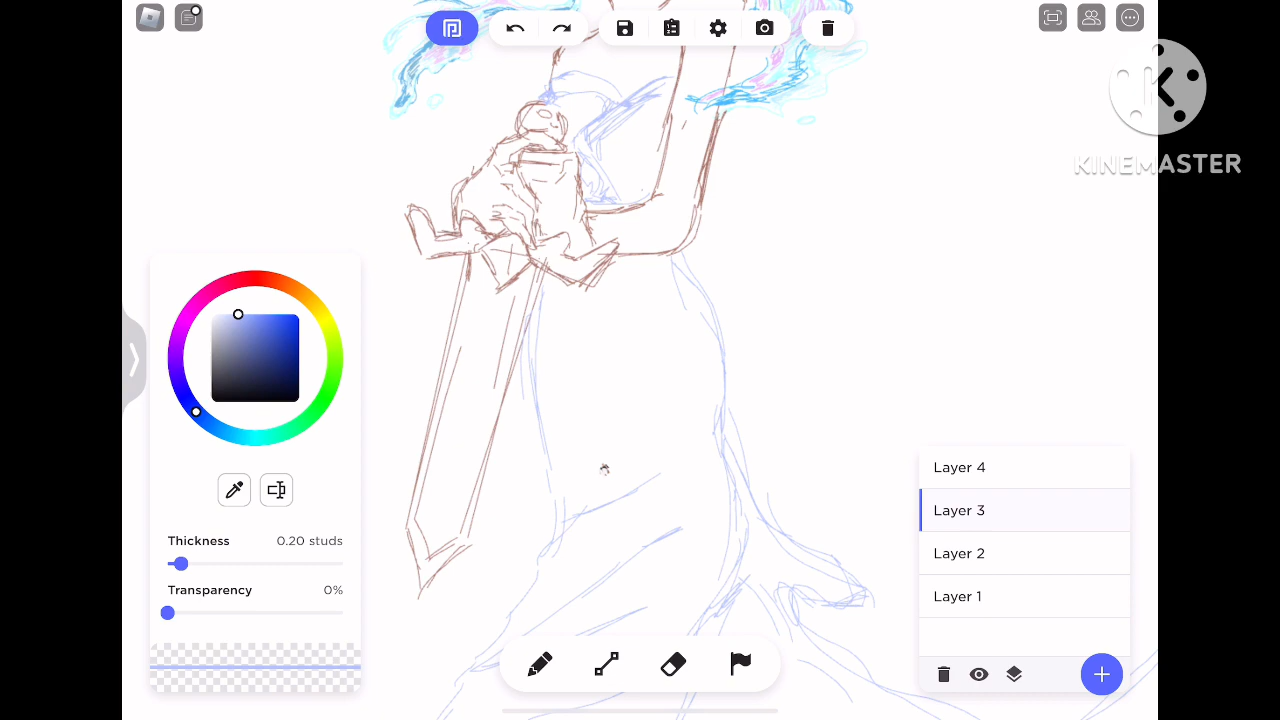 KINEMASTER
Thickness 0.20 studs
Transparency 0%
Layer 4
Layer 3
Layer 2
Layer 1